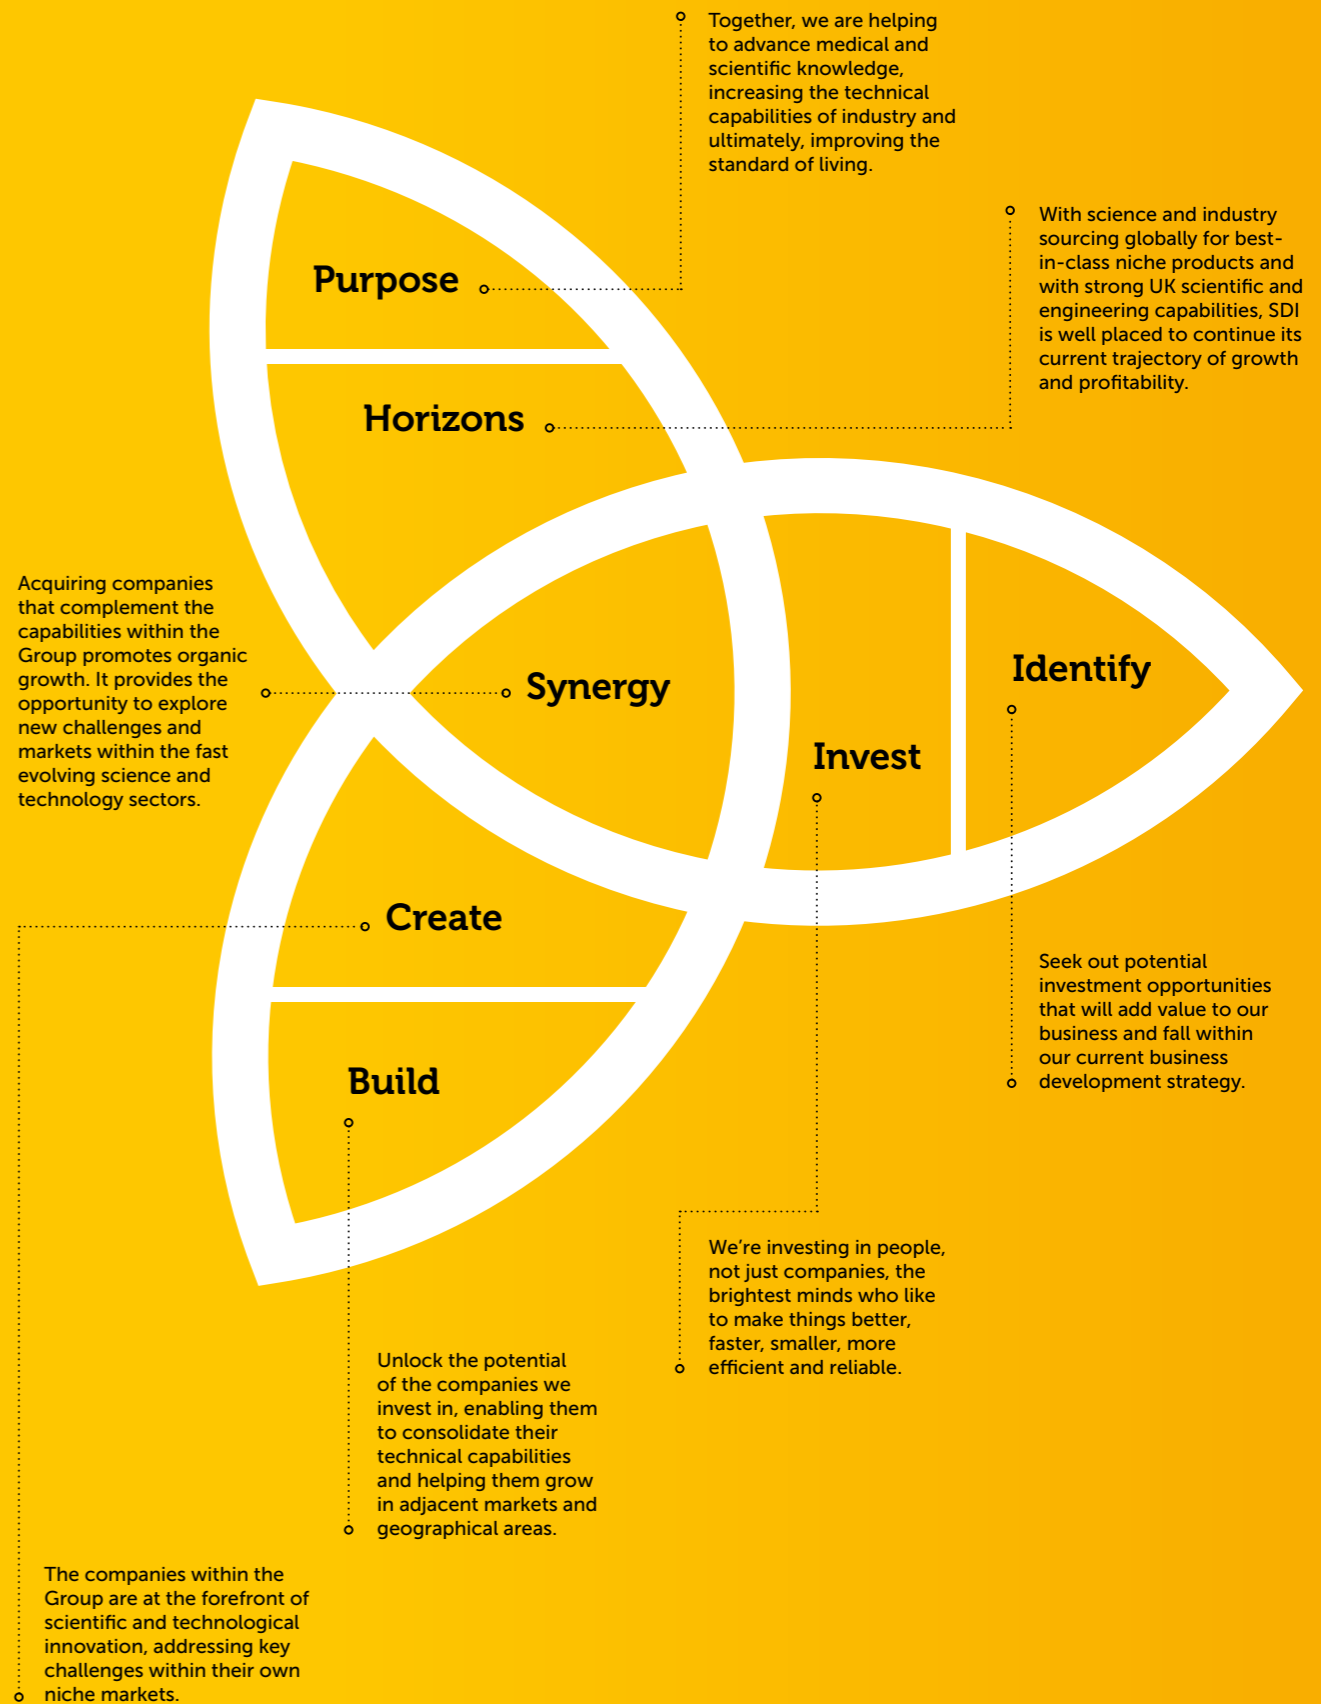 Together, we are helping
to advance medical and
scientific knowledge,
increasing the technical
capabilities of industry and
ultimately, improving the
standard of living.
With science and industry
sourcing globally for best-
in-class niche products and
with strong UK scientific and
engineering capabilities, SDI
is well placed to continue its
current trajectory of growth
and profitability.
Purpose
Horizons
Acquiring companies
that complement the
capabilities within the
Group promotes organic
growth. It provides the
opportunity to explore
new challenges and
markets within the fast
evolving science and
technology sectors.
Synergy
Identify
Invest
Create
Build
Seek out potential
investment opportunities
that will add value to our
business and fall within
our current business
development strategy.
We’re investing in people,
not just companies, the
brightest minds who like
to make things better,
faster, smaller, more
efficient and reliable.
Unlock the potential
of the companies we
invest in, enabling them
to consolidate their
technical capabilities
and helping them grow
in adjacent markets and
geographical areas.
The companies within the
Group are at the forefront of
scientific and technological
innovation, addressing key
challenges within their own
niche markets.